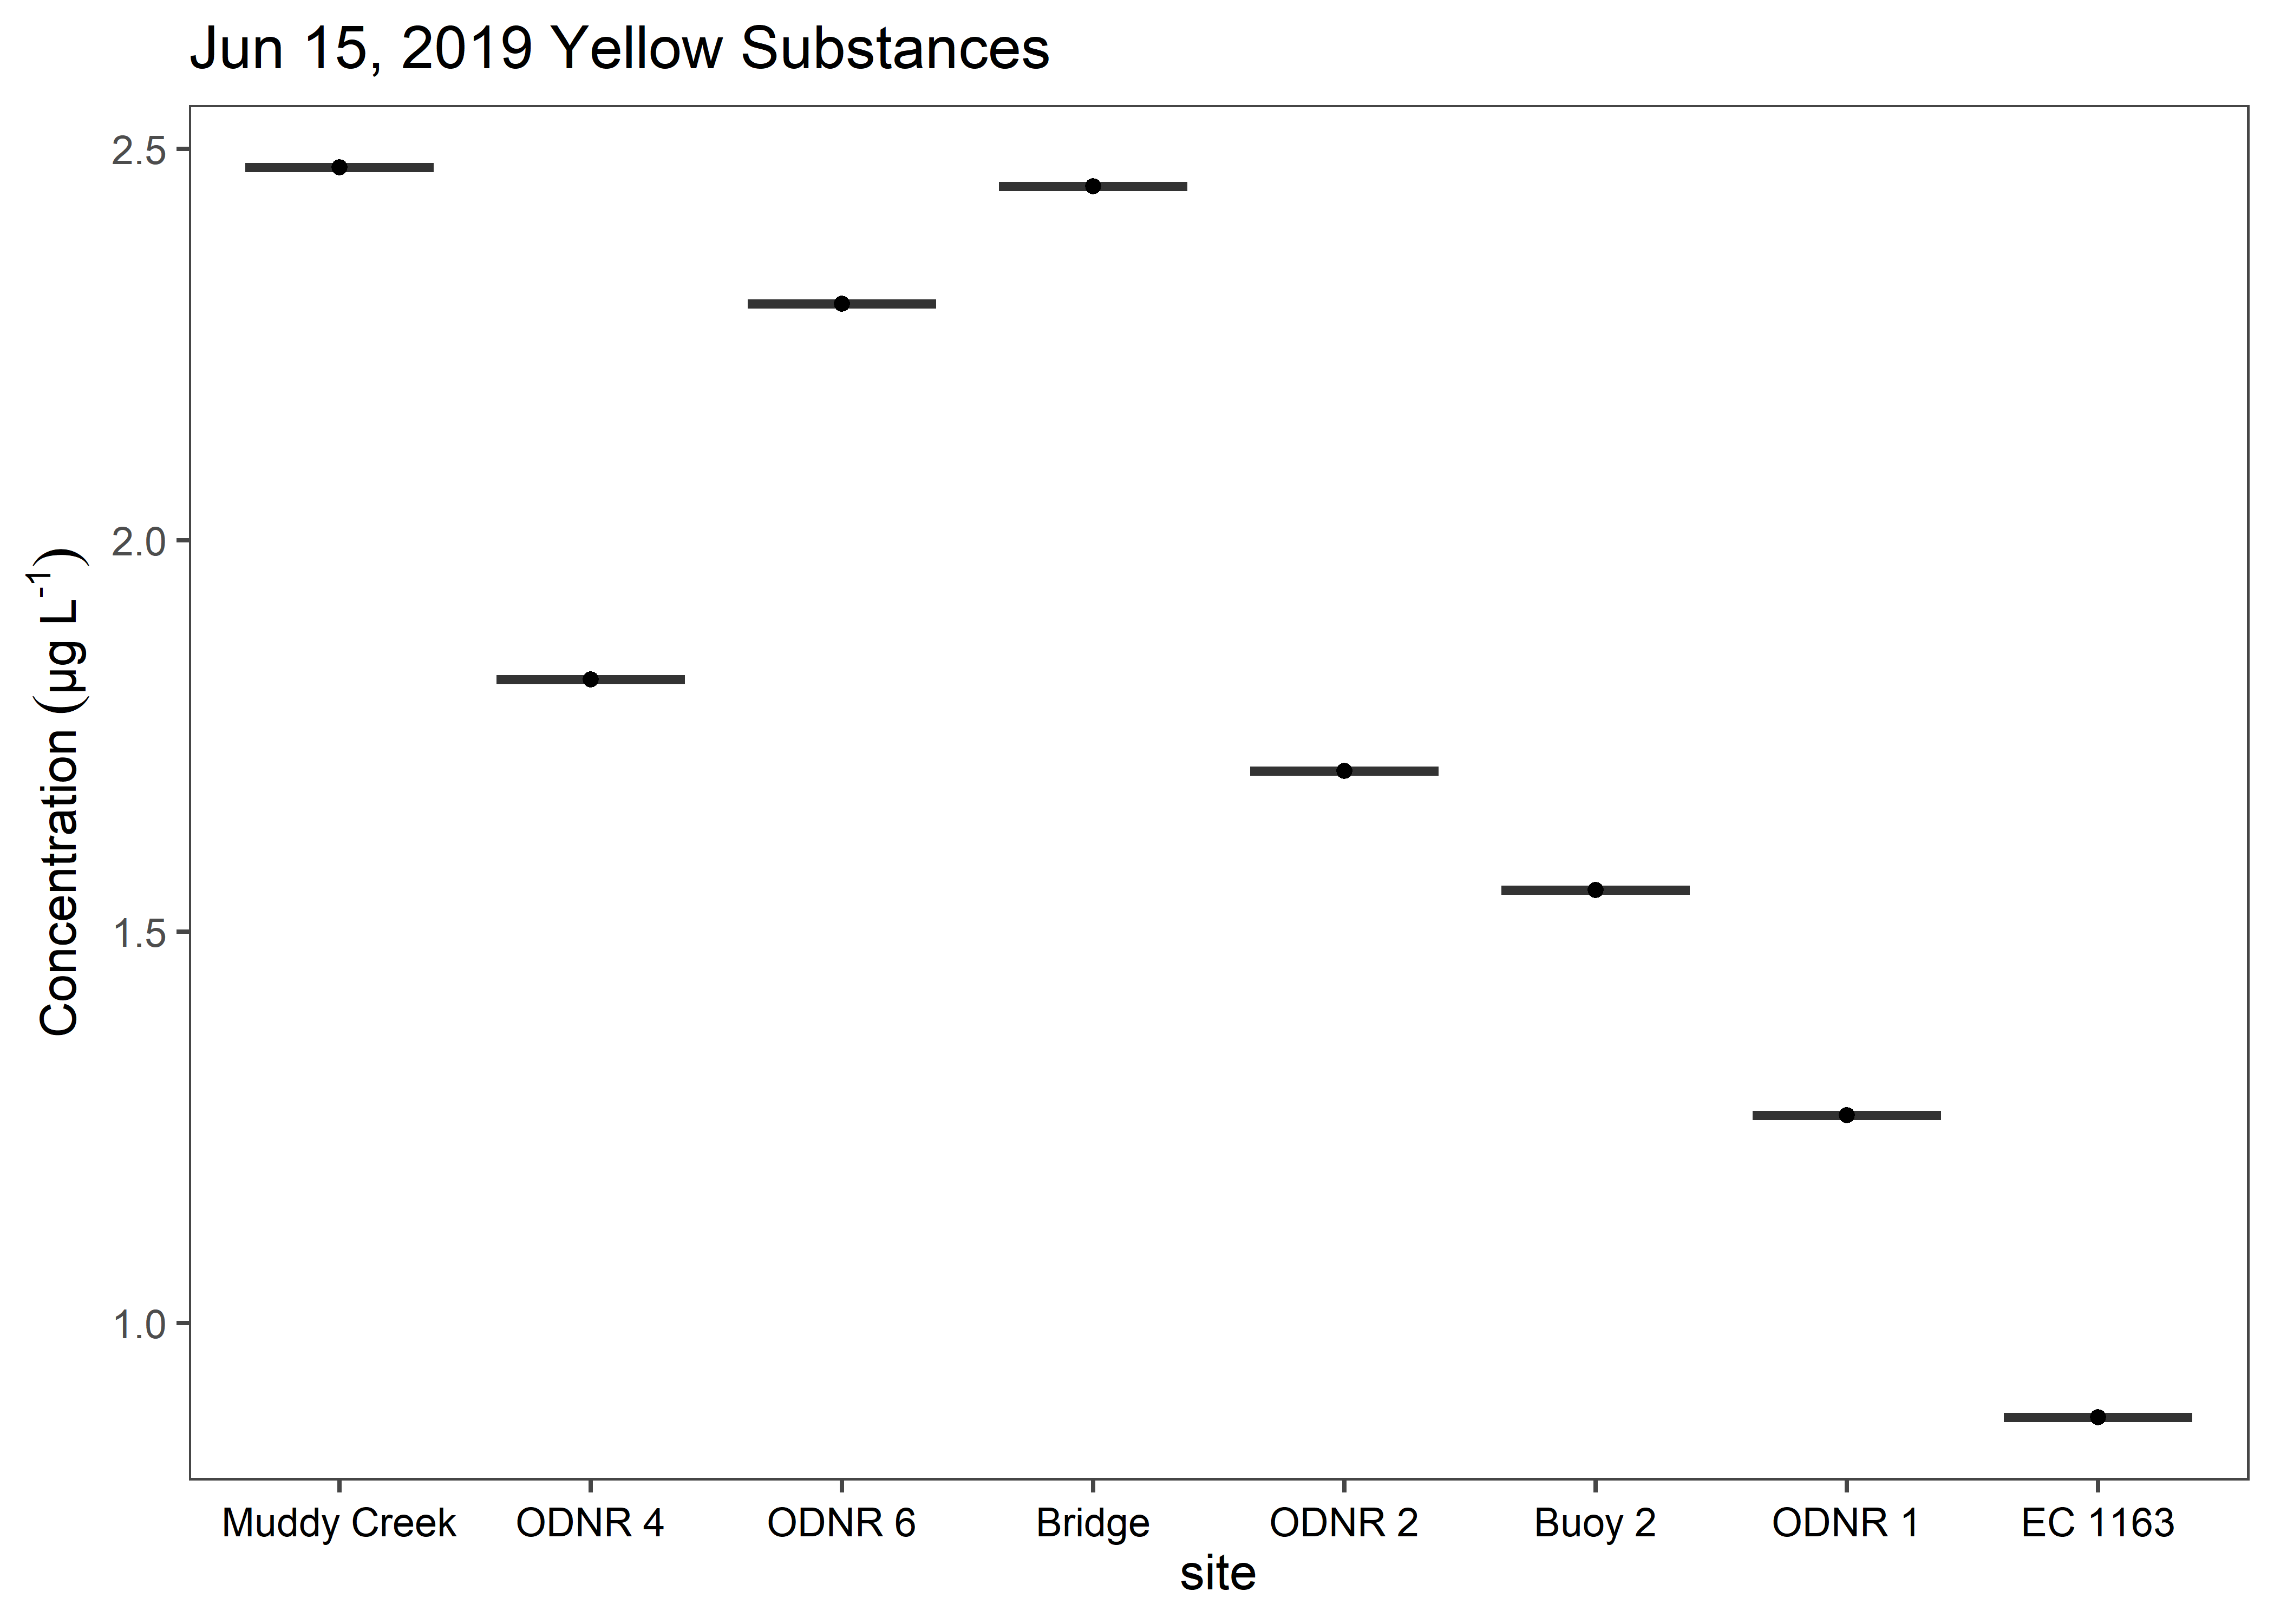 Jun 15, 2019 Yellow Substances
Concentration (µg L⁻¹)
2.5
2.0
1.5
1.0
Muddy Creek ODNR 4 ODNR 6 Bridge ODNR 2 Buoy 2 ODNR 1 EC 1163
site